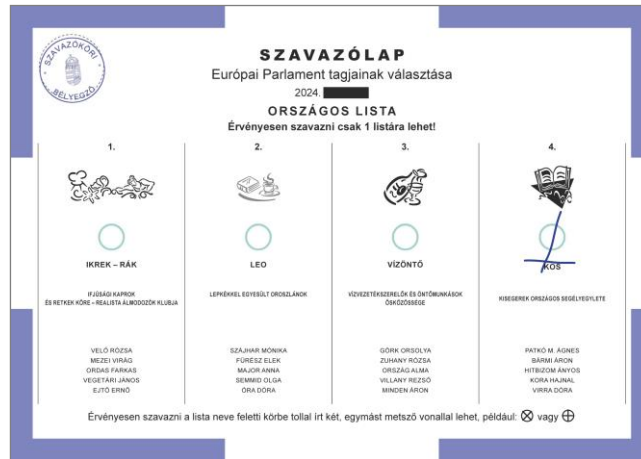 SZAVAZÓKÖRI
BÉLYEGZŐ
SZAVAZÓLAP
Európai Parlament tagjainak választása
2024.
ORSZÁGOS LISTA
Érvényesen szavazni csak 1 listára lehet!
1.
IKREK – RÁK
IFJÚSÁGI KAPROK
ÉS RETKEK KÖRE – REALISTA ÁLMODOZÓK KLUBJA
VELŐ RÓZSA
MEZEI VIRÁG
ORDAS FARKAS
VEGETÁRI JÁNOS
EJTŐ ERNŐ
2.
LEO
LEPKÉKKEL EGYESÜLT OROSZLÁNOK
SZÁJHAR MÓNIKA
FŰRÉSZ ELEK
MAJOR ANNA
SEMMID OLGA
ÓRA DÓRA
3.
VÍZÖNTŐ
VÍZVEZETÉKSZERELŐK ÉS ÖNTŐMUNKÁSOK
ŐSKÖZÖSSÉGE
GÖRK ORSOLYA
ZUHANY RÓZSA
ORSZÁG ALMA
VILLANY REZSŐ
MINDEN ÁRON
4.
KOS
KISEGEREK ORSZÁGOS SEGÉLYEGYLETE
PATKÓ M. ÁGNES
BÁRMI ÁRON
HITBIZOM ÁNYOS
KORA HAJNAL
VIRRA DÓRA
Érvényesen szavazni a lista neve feletti körbe tollal írt két, egymást metsző vonallal lehet, például: ⊗ vagy ⊕